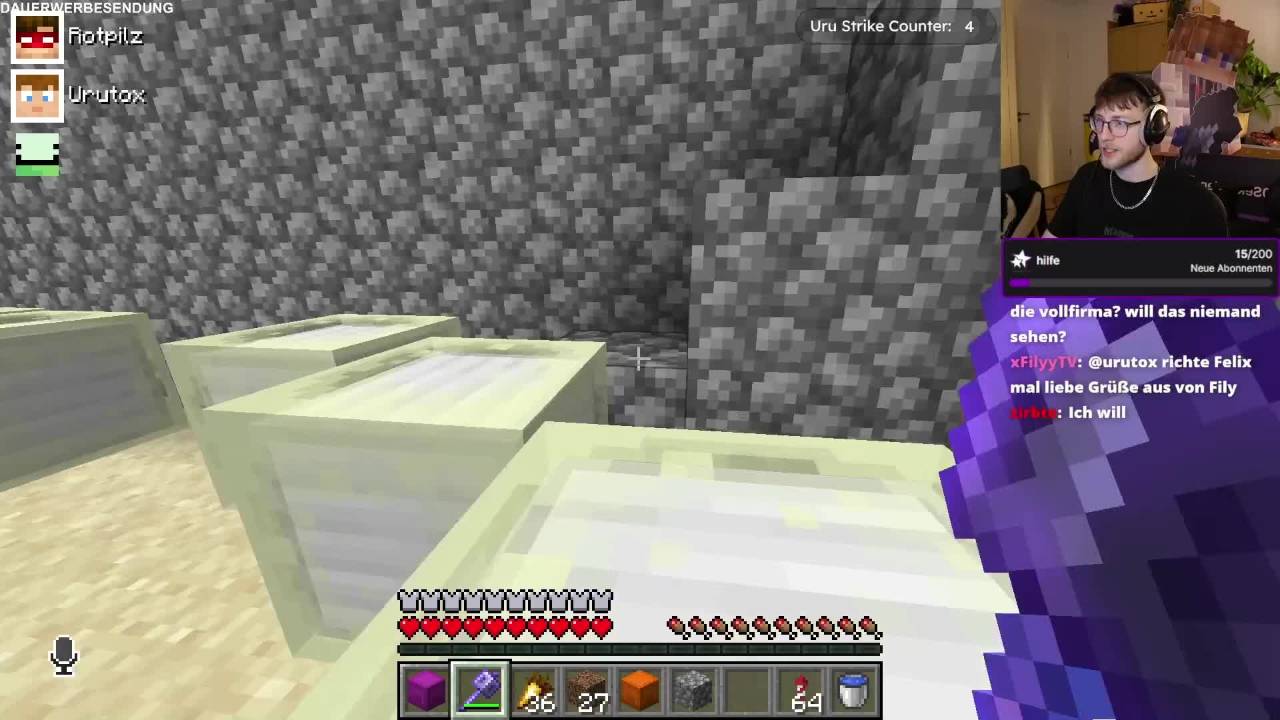 DAUERWERBESENDUNG
Rotpilz
Urutox
Uru Strike Counter: 4
hilfe
15/200
Neue Abonnenten
die vollfirma? will das niemand
sehen?
xFilyyTV: @urutox richte Felix
mal liebe Grüße aus von Fily
Ich will
36
27
64